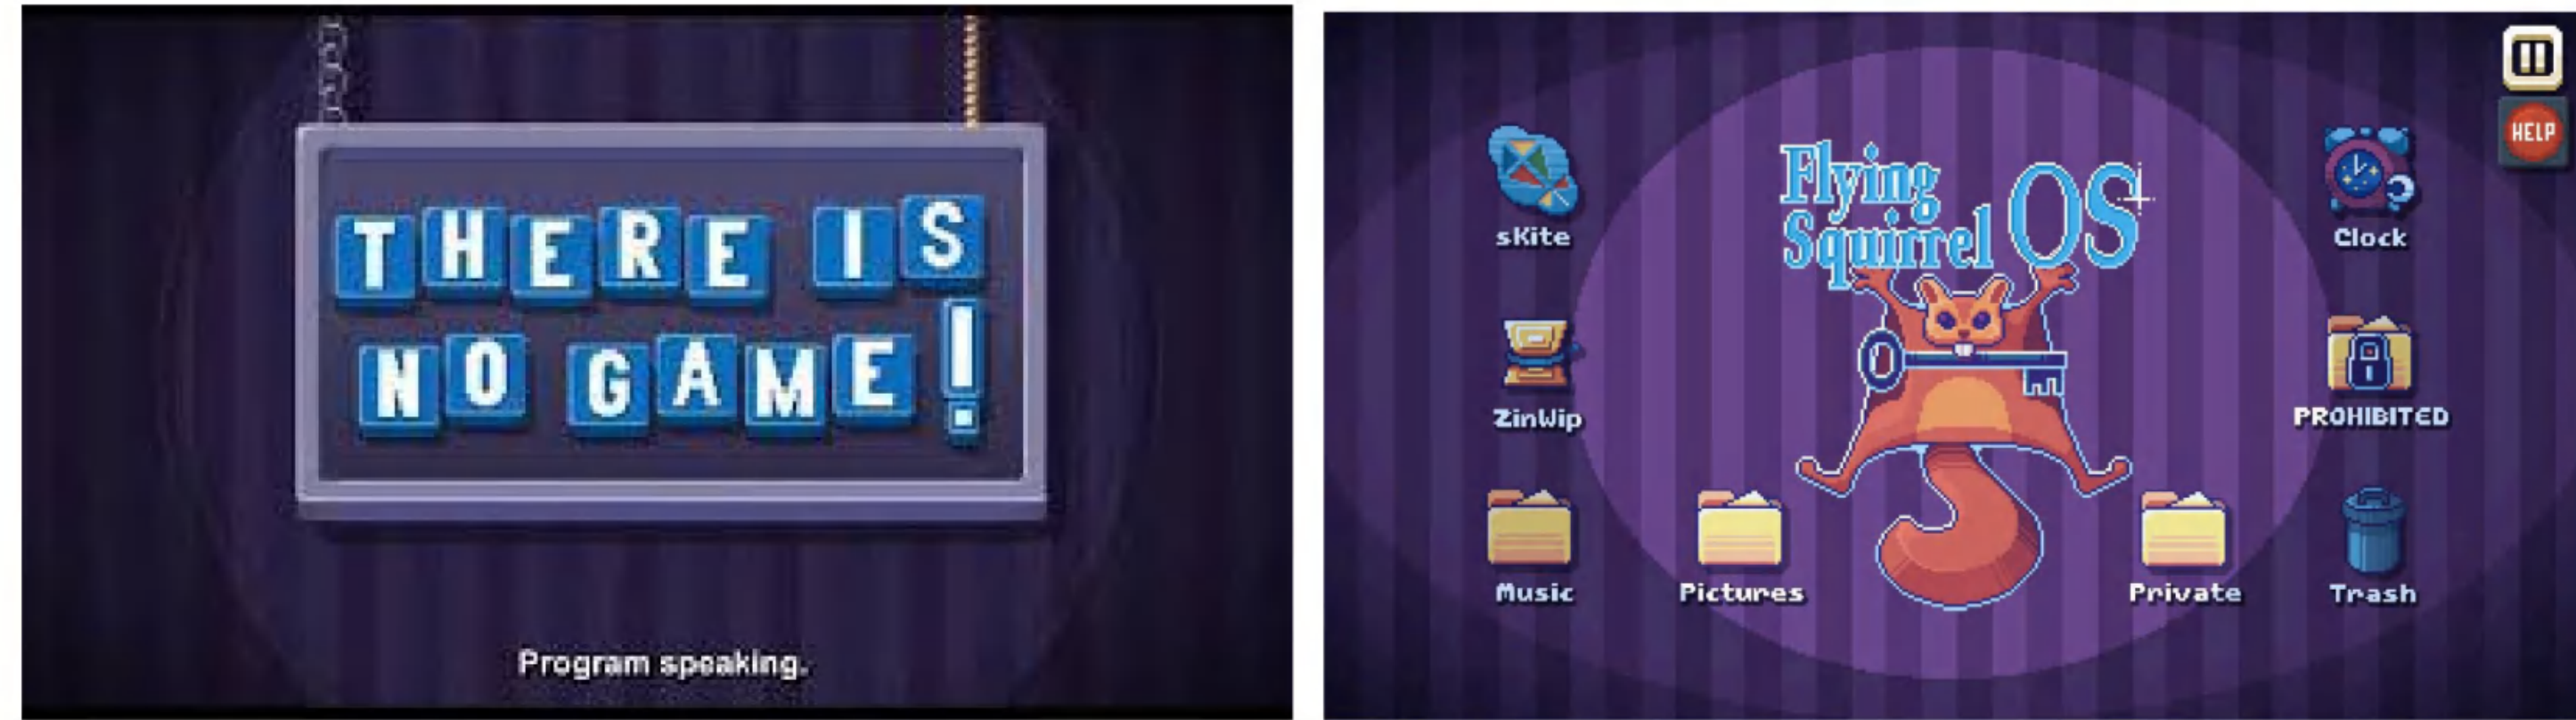 THERE IS
NO GAME!
Program speaking.
HELP
Flying
Squirrel OS
sKite
Clock
ZinWip
PROHIBITED
Music
Pictures
Private
Trash